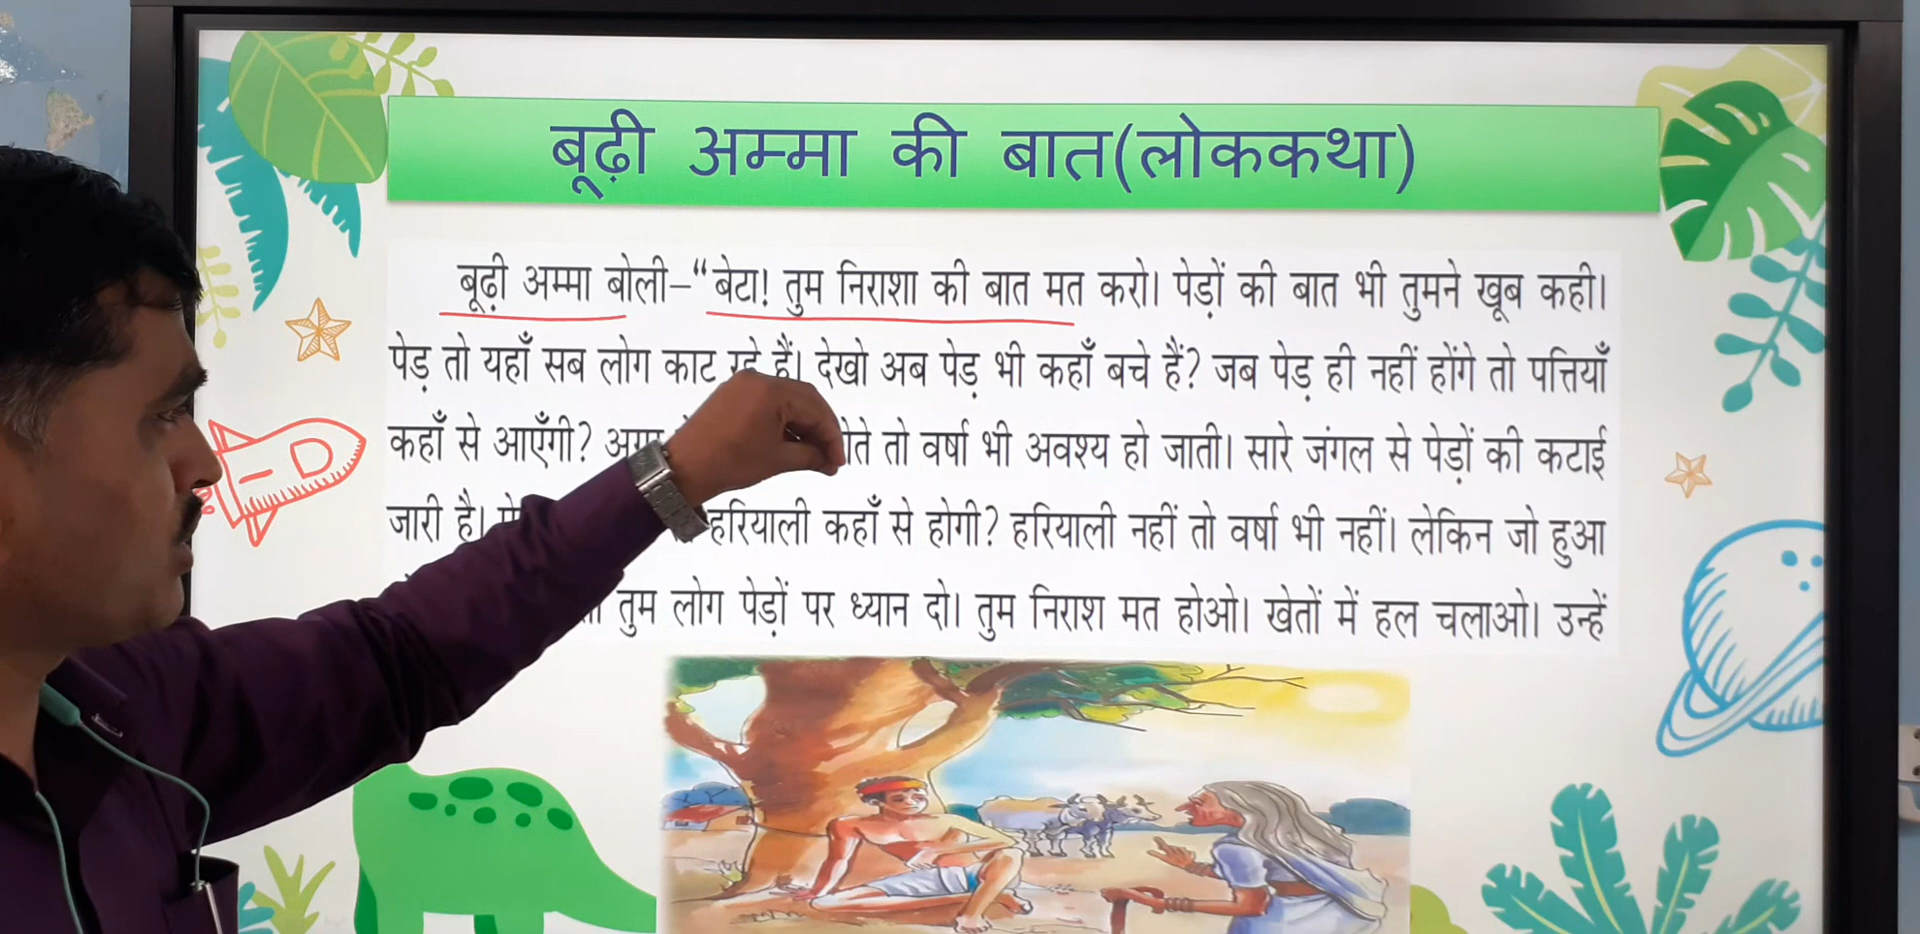 बूढ़ी अम्मा की बात(लोककथा)
बूढ़ी अम्मा बोली–“बेटा! तुम निराशा की बात मत करो। पेड़ों की बात भी तुमने खूब कही।
पेड़ तो यहाँ सब लोग काट रहे हैं। देखो अब पेड़ भी कहाँ बचे हैं? जब पेड़ ही नहीं होंगे तो पत्तियाँ
कहाँ से आएँगी? तो वर्षा भी अवश्य हो जाती। सारे जंगल से पेड़ों की कटाई
जारी है। हरियाली कहाँ से होगी? हरियाली नहीं तो वर्षा भी नहीं। लेकिन जो हुआ
तुम लोग पेड़ों पर ध्यान दो। तुम निराश मत होओ। खेतों में हल चलाओ। उन्हें